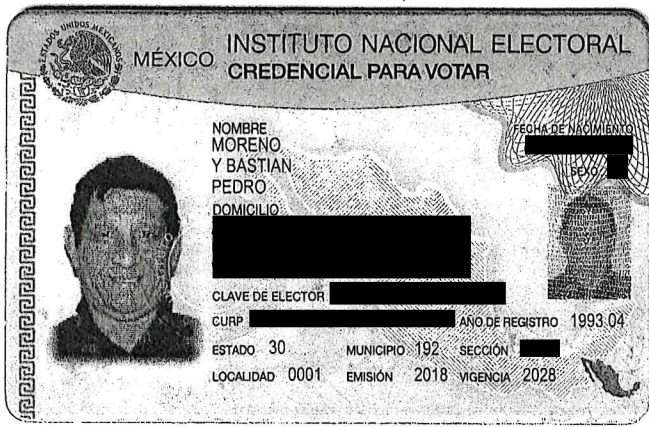 ESTADOS UNIDOS MEXICANOS
MÉXICO INSTITUTO NACIONAL ELECTORAL
CREDENCIAL PARA VOTAR
NOMBRE
MORENO
Y BASTIAN
PEDRO
FECHA DE NACIMIENTO
SEXO
DOMICILIO
CLAVE DE ELECTOR
CURP AÑO DE REGISTRO 1993 04
ESTADO 30 MUNICIPIO 192 SECCIÓN
LOCALIDAD 0001 EMISIÓN 2018 VIGENCIA 2028